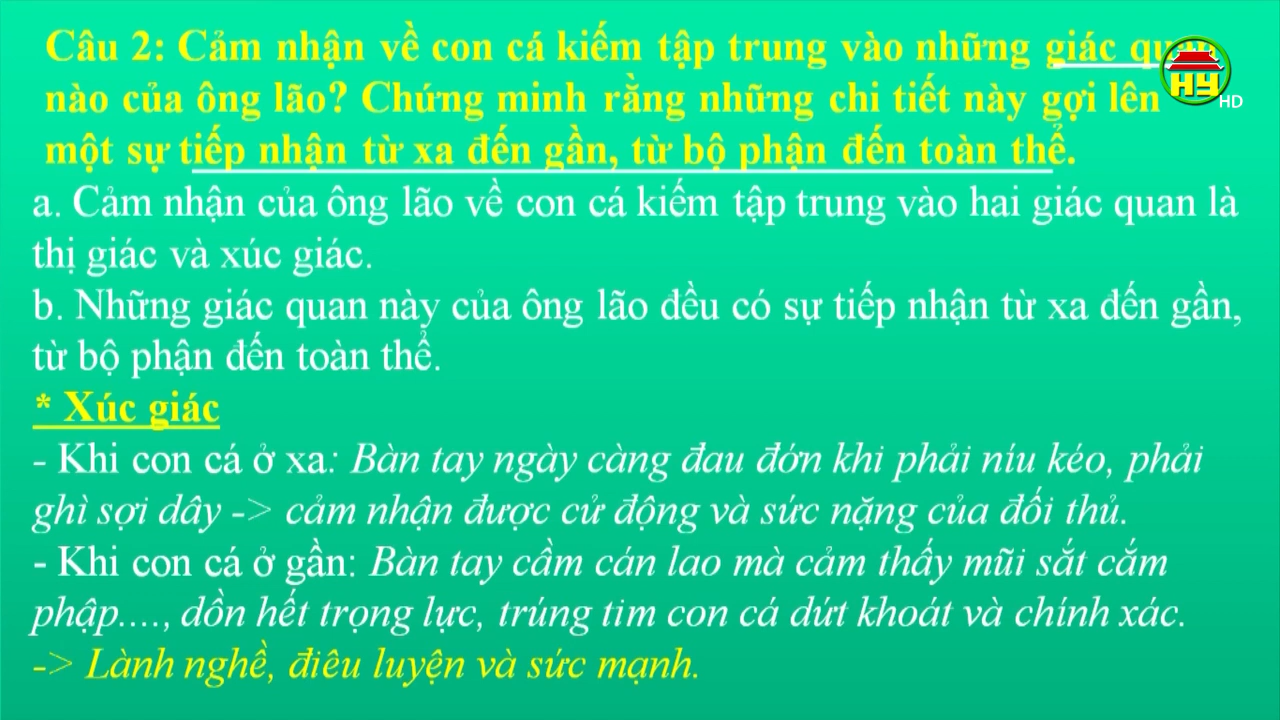 Câu 2: Cảm nhận về con cá kiếm tập trung vào những giác quan
nào của ông lão? Chứng minh rằng những chi tiết này gợi lên
một sự tiếp nhận từ xa đến gần, từ bộ phận đến toàn thể.
a. Cảm nhận của ông lão về con cá kiếm tập trung vào hai giác quan là
thị giác và xúc giác.
b. Những giác quan này của ông lão đều có sự tiếp nhận từ xa đến gần,
từ bộ phận đến toàn thể.
* Xúc giác
- Khi con cá ở xa: Bàn tay ngày càng đau đớn khi phải níu kéo, phải
ghì sợi dây -> cảm nhận được cử động và sức nặng của đối thủ.
- Khi con cá ở gần: Bàn tay cầm cán lao mà cảm thấy mũi sắt cắm
phập...., dồn hết trọng lực, trúng tim con cá dứt khoát và chính xác.
-> Lành nghề, điêu luyện và sức mạnh.
HY
HD